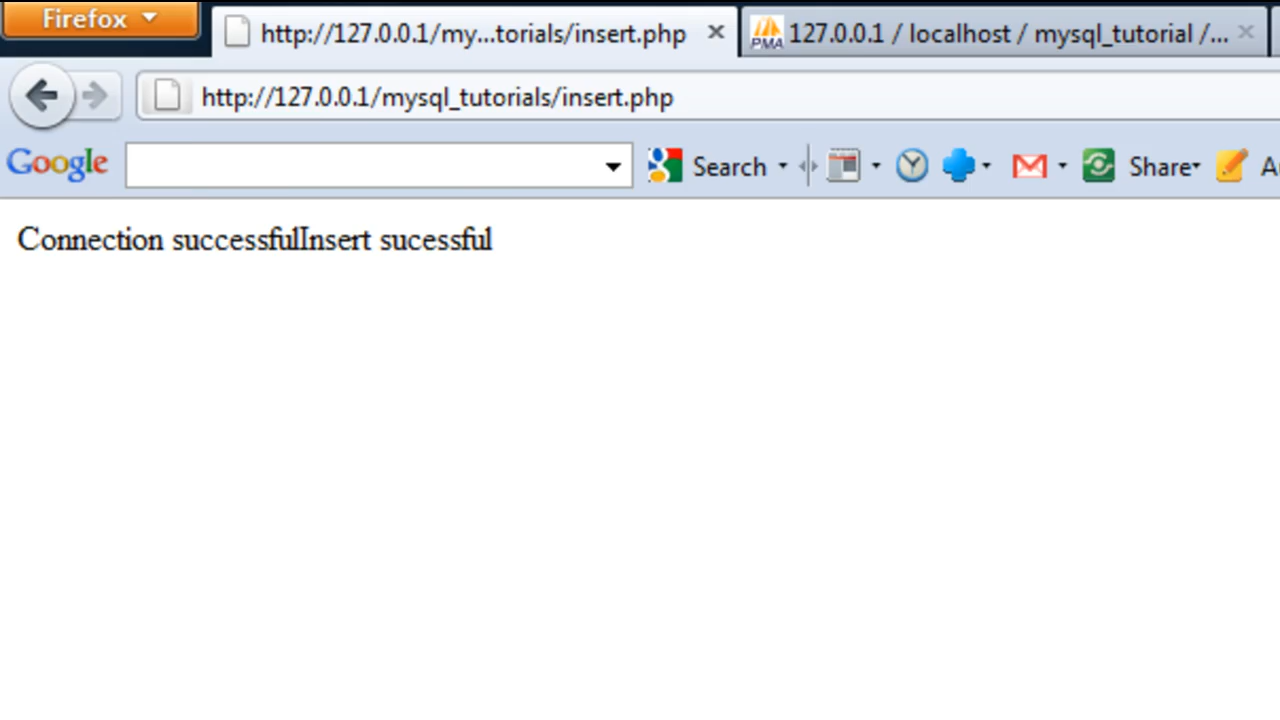 Firefox
http://127.0.0.1/my...torials/insert.php
PMA 127.0.0.1 / localhost / mysql_tutorial /...
http://127.0.0.1/mysql_tutorials/insert.php
Google Search Share A
Connection successfulInsert sucessful